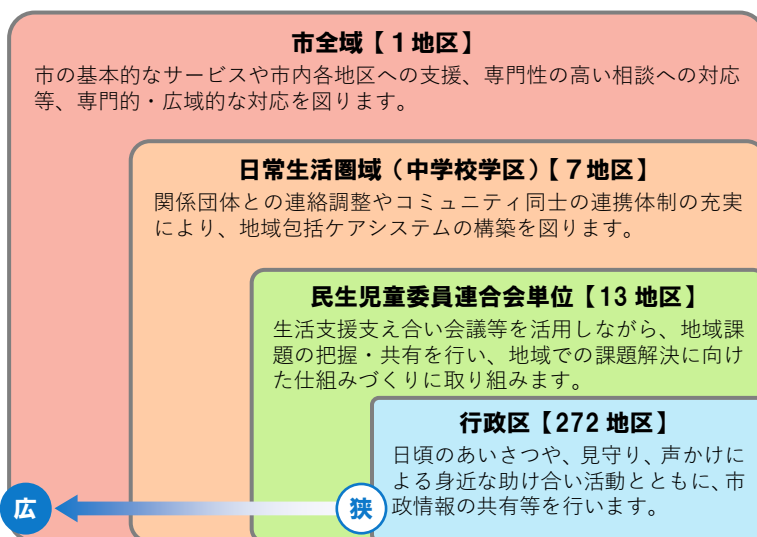 市全域【１地区】
市の基本的なサービスや市内各地区への支援、専門性の高い相談への対応
等、専門的・広域的な対応を図ります。
日常生活圏域（中学校学区）【７地区】
関係団体との連絡調整やコミュニティ同士の連携体制の充実
により、地域包括ケアシステムの構築を図ります。
民生児童委員連合会単位【13 地区】
生活支援支え合い会議等を活用しながら、地域課
題の把握・共有を行い、地域での課題解決に向け
た仕組みづくりに取り組みます。
行政区【272 地区】
日頃のあいさつや、見守り、声かけに
よる身近な助け合い活動とともに、市
政情報の共有等を行います。
広
狭